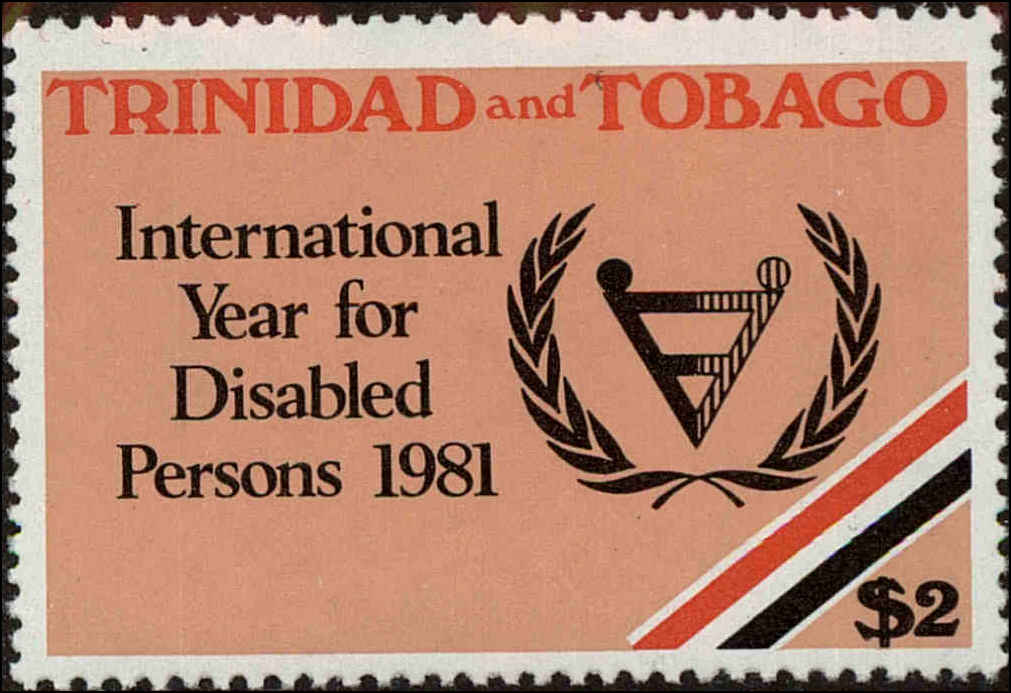 TRINIDAD and TOBAGO
International
Year for
Disabled
Persons 1981
$2